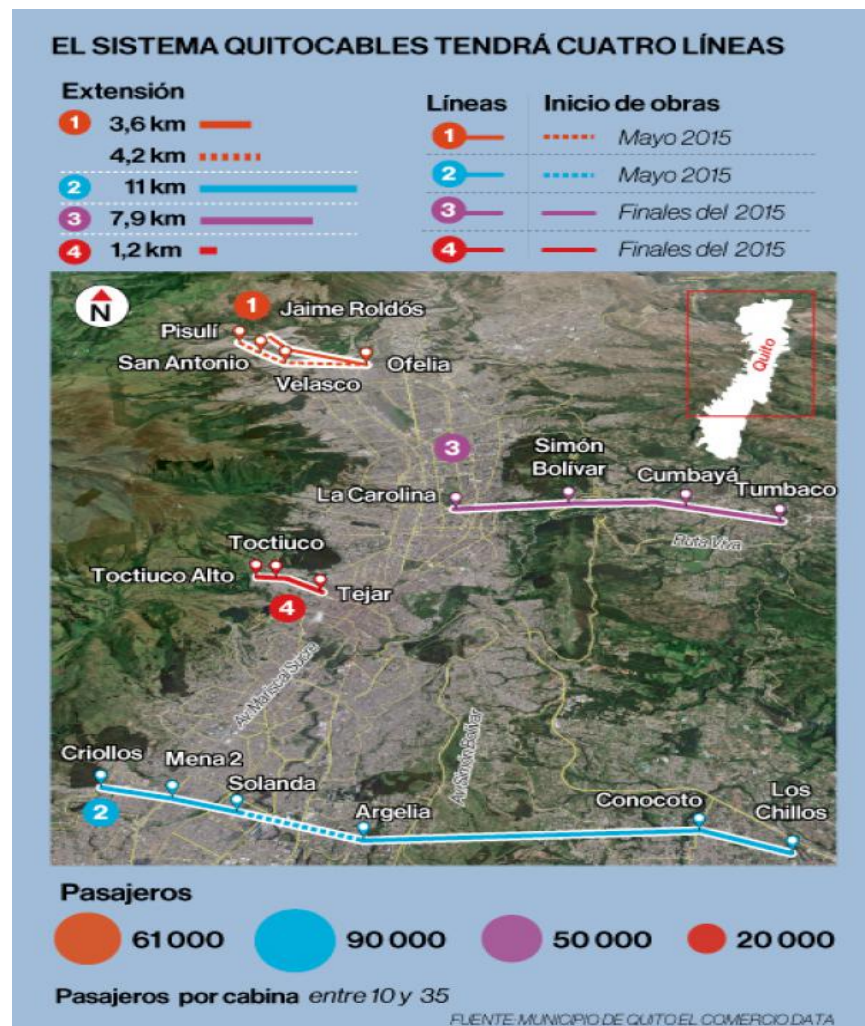 EL SISTEMA QUITOCABLES TENDRÁ CUATRO LÍNEAS
Extensión
1 3,6 km
4,2 km
2 11 km
3 7,9 km
4 1,2 km
Líneas Inicio de obras
1 Mayo 2015
2 Mayo 2015
3 Finales del 2015
4 Finales del 2015
N
1 Jaime Roldós
Pisulí
San Antonio
Velasco
Ofelia
Quito
3
La Carolina
Simón
Bolívar
Cumbayá
Tumbaco
Ruta Viva
Toctiuco
Toctiuco Alto
Tejar
4
Av. Mariscal Sucre
Av. Simón Bolívar
Criollos
Mena 2
Solanda
2
Argelia
Conocoto
Los
Chillos
Pasajeros
61 000 90 000 50 000 20 000
Pasajeros por cabina entre 10 y 35
FUENTE: MUNICIPIO DE QUITO, EL COMERCIO DATA